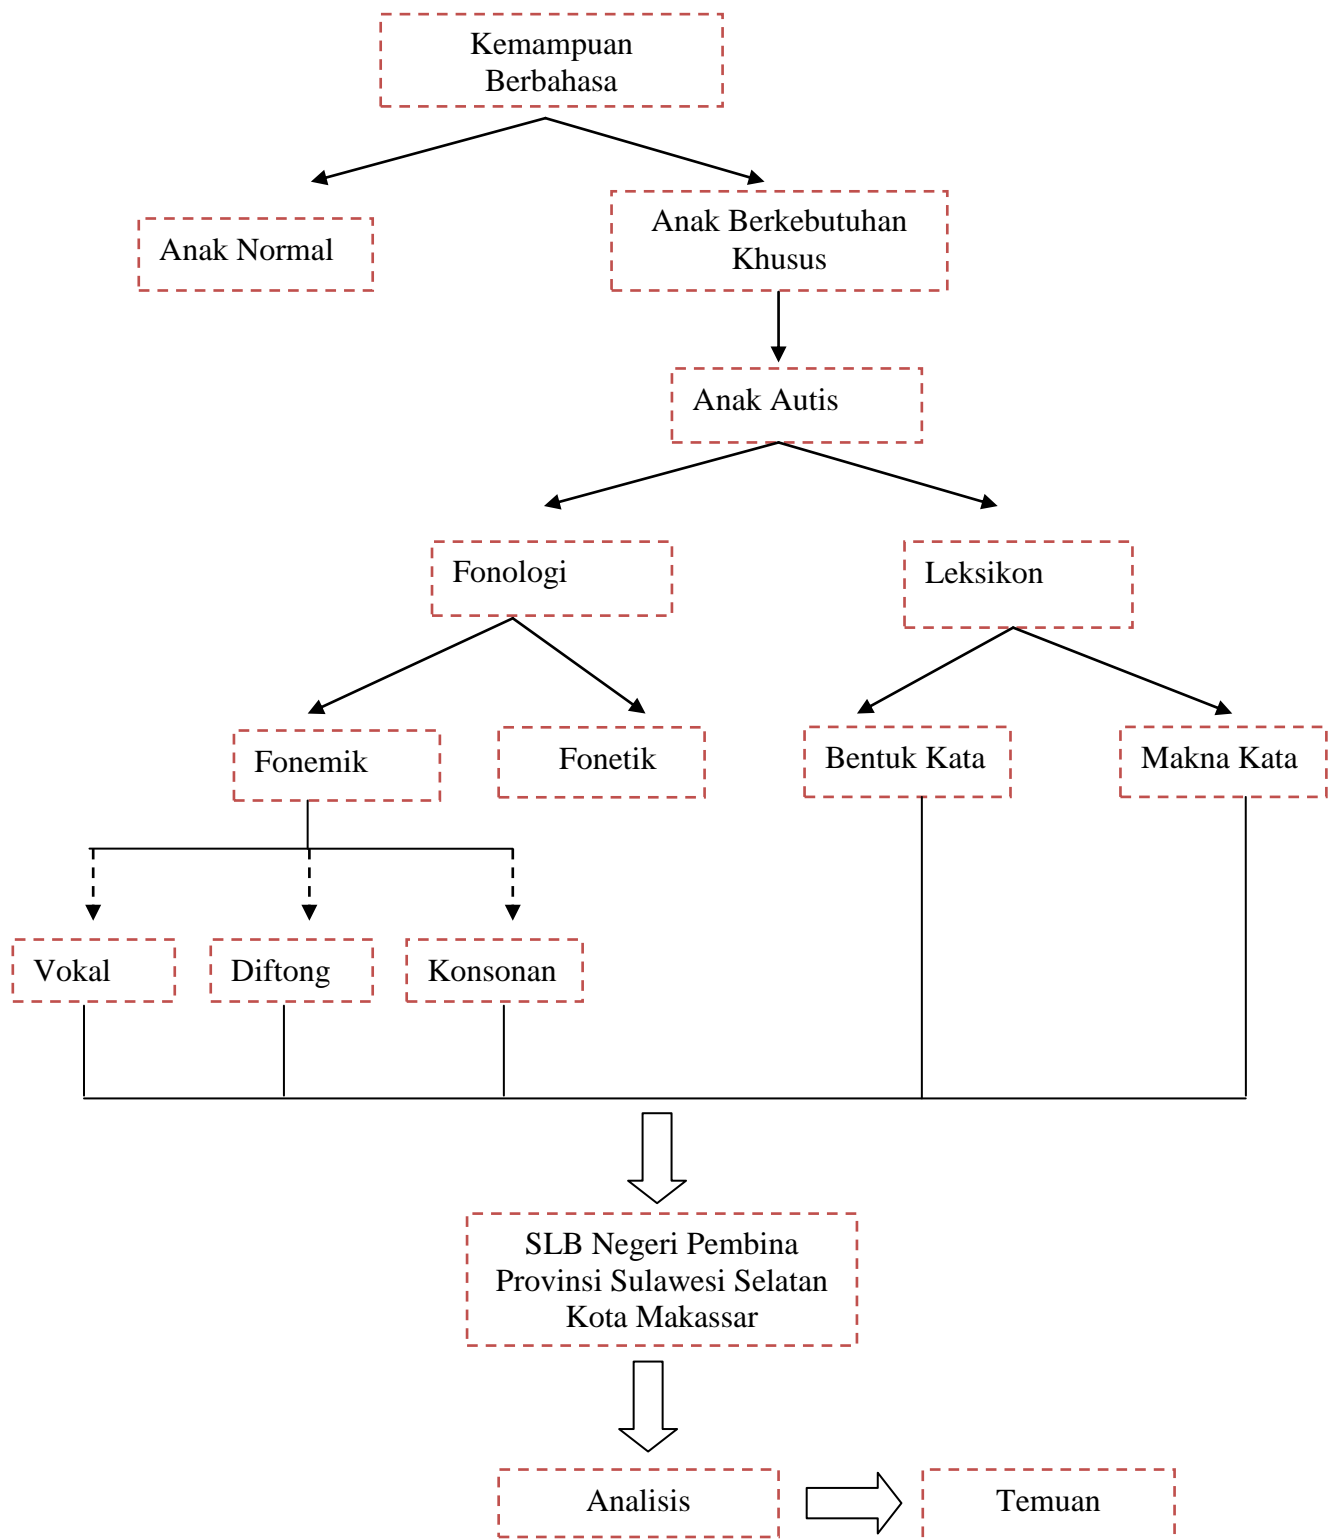 Kemampuan
Berbahasa
Anak Normal
Anak Berkebutuhan
Khusus
Anak Autis
Fonologi
Leksikon
Fonemik
Fonetik
Bentuk Kata
Makna Kata
Vokal
Diftong
Konsonan
SLB Negeri Pembina
Provinsi Sulawesi Selatan
Kota Makassar
Analisis
Temuan